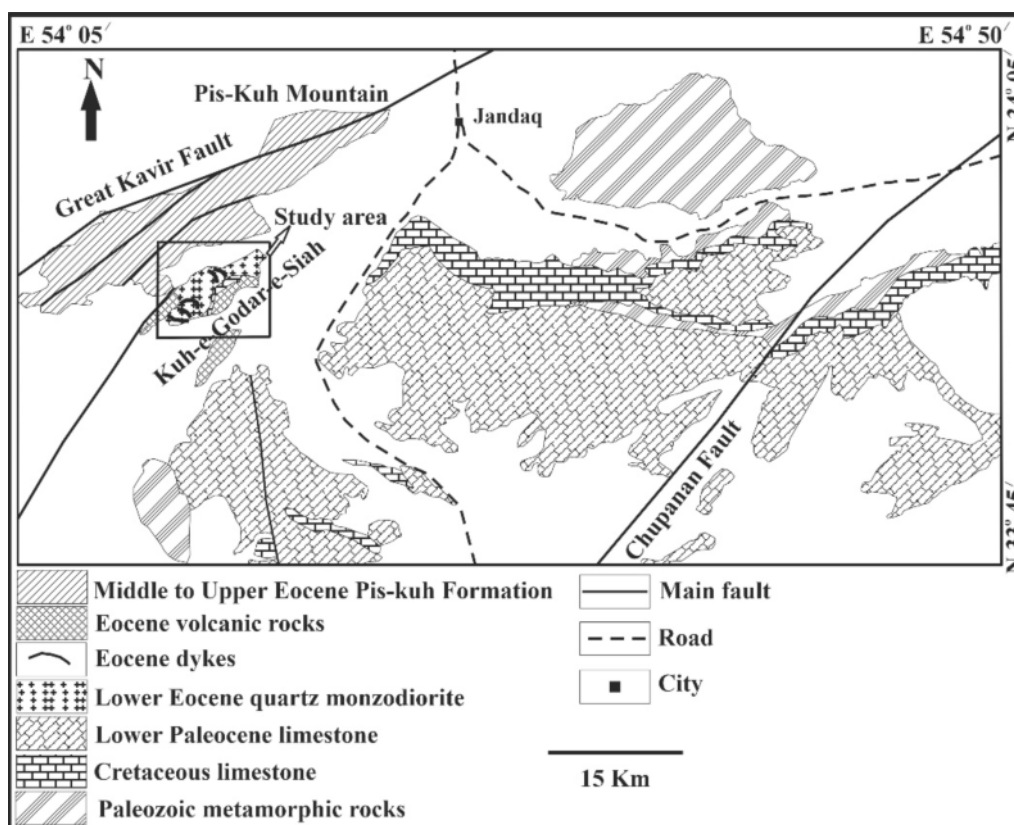 E 54° 05′
E 54° 50′
N
Pis-Kuh Mountain
Jandaq
N 34° 05′
Great Kavir Fault
Study area
Kuh-e-Godar-e-Siah
Chupanan Fault
Middle to Upper Eocene Pis-kuh Formation
Main fault
Eocene volcanic rocks
Road
Eocene dykes
City
Lower Eocene quartz monzodiorite
Lower Paleocene limestone
Cretaceous limestone
15 Km
Paleozoic metamorphic rocks